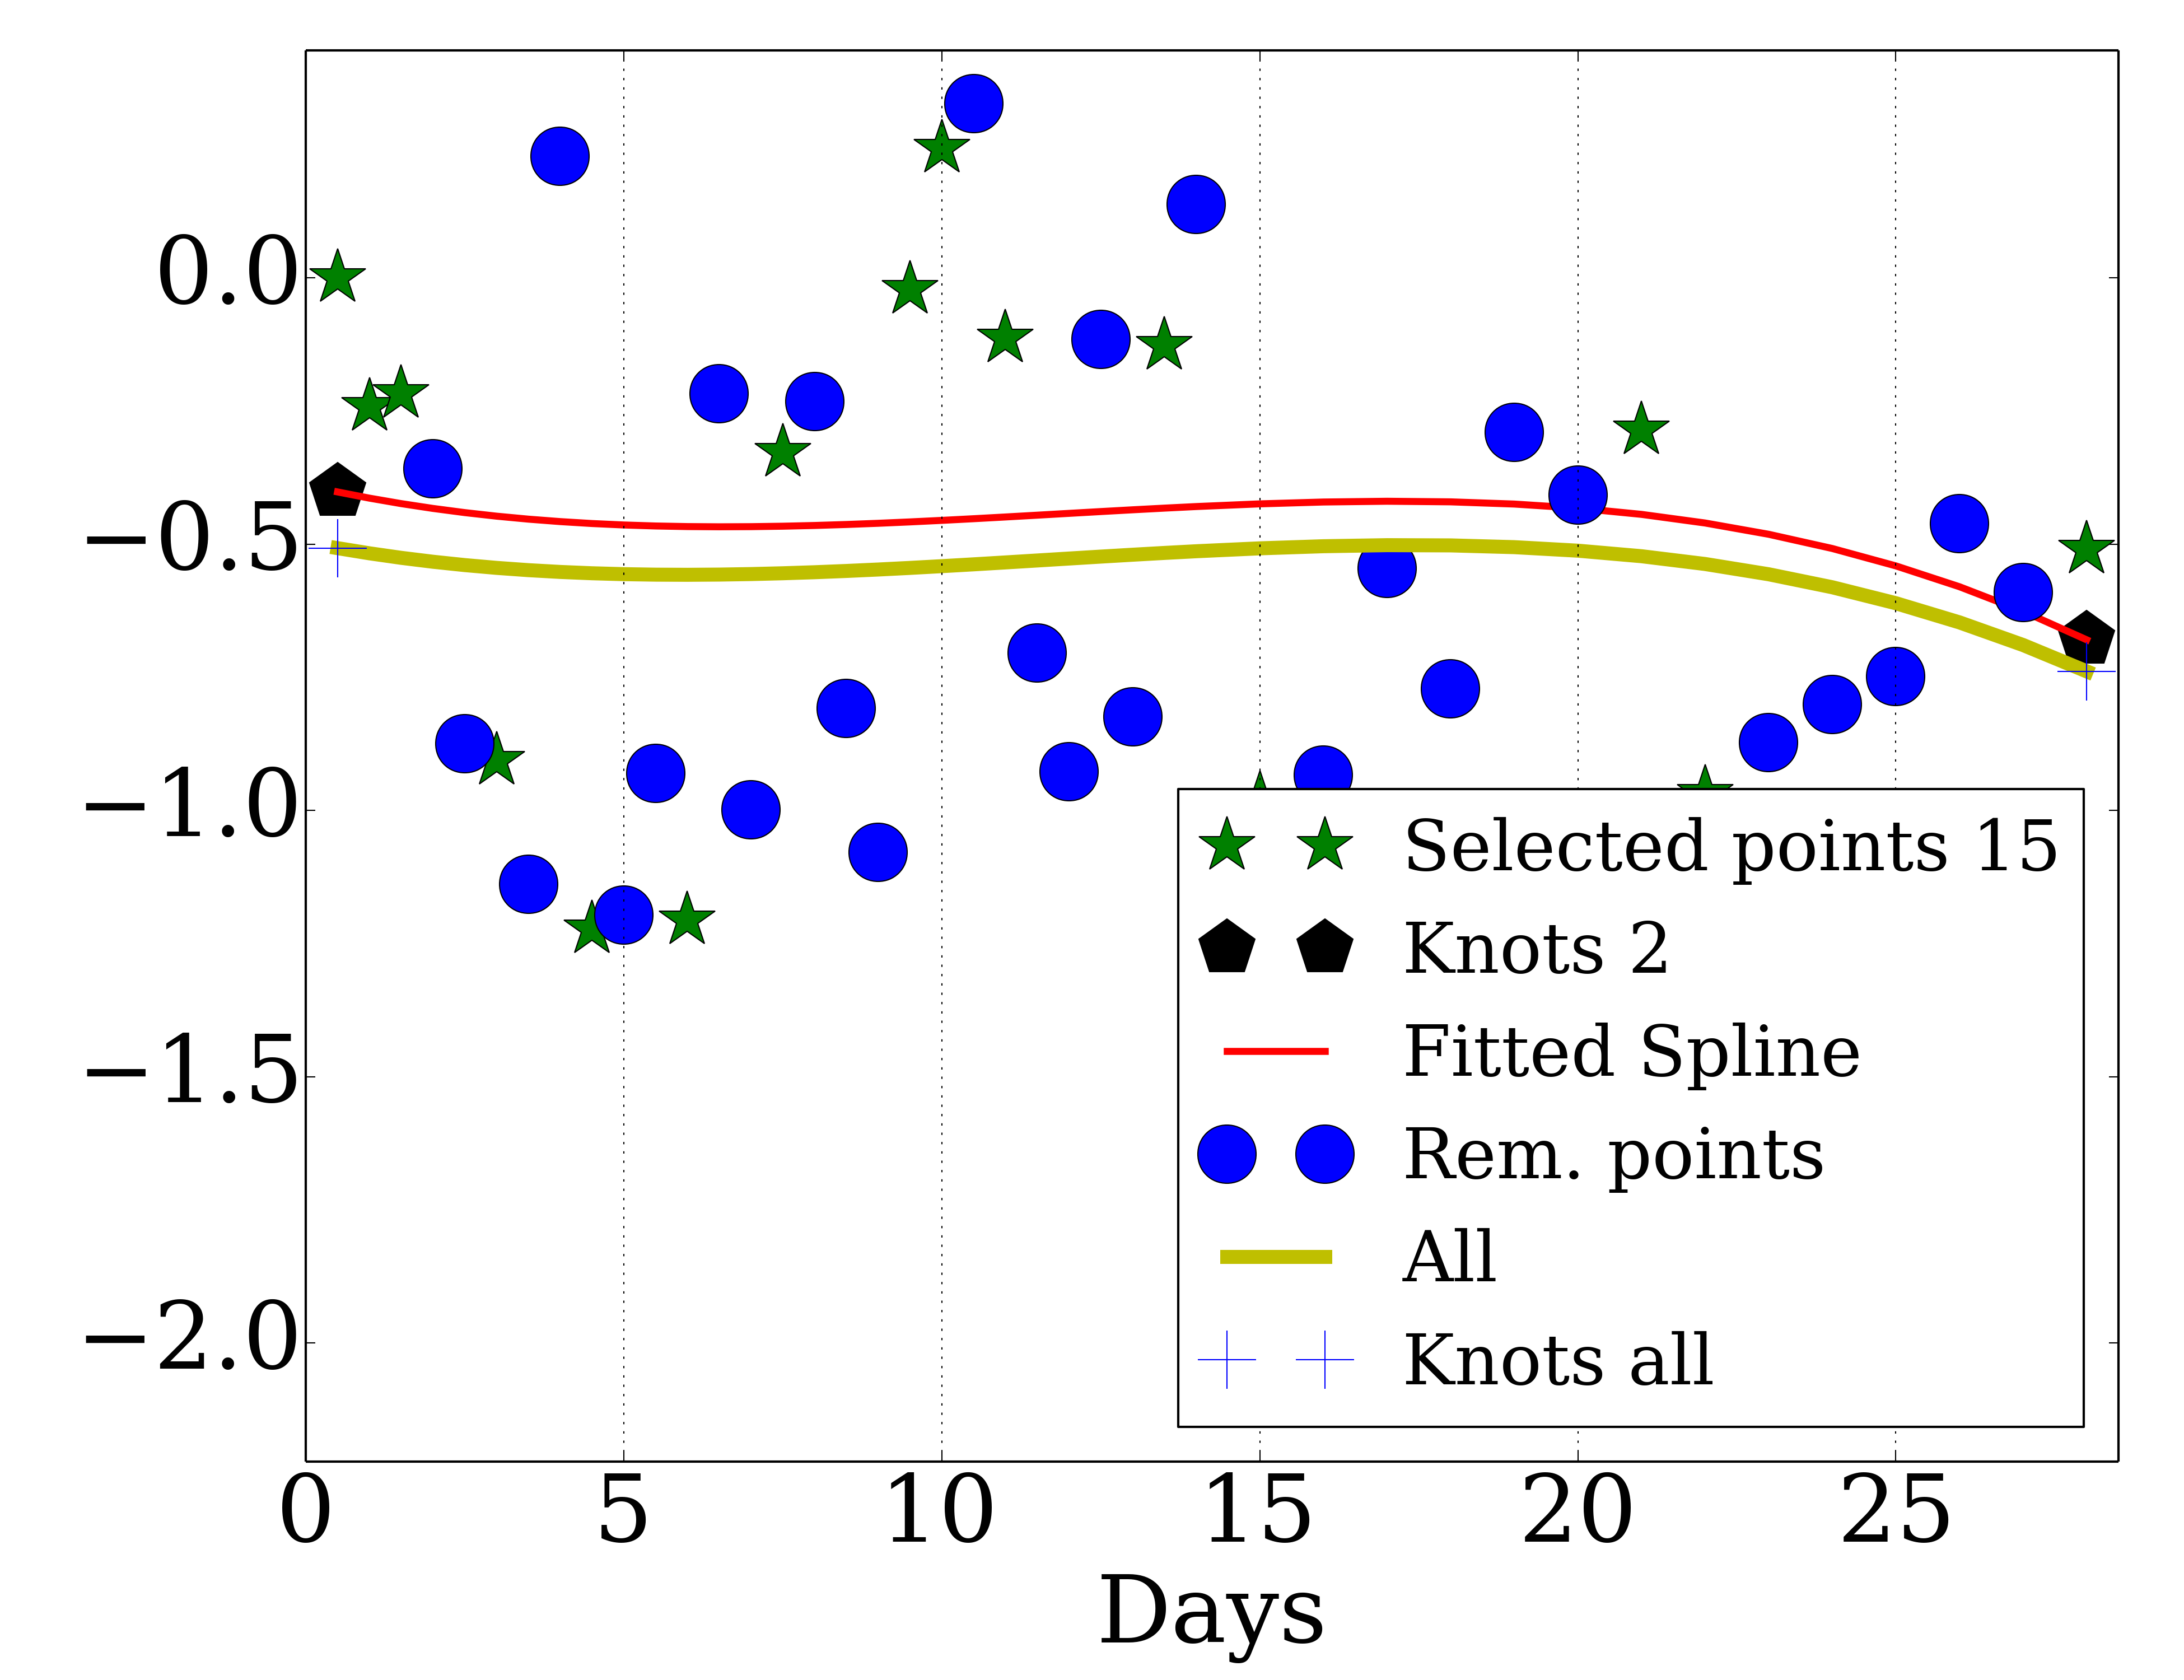 0.0
−0.5
−1.0
−1.5
−2.0
Selected points 15
Knots 2
Fitted Spline
Rem. points
All
Knots all
0 5 10 15 20 25
Days